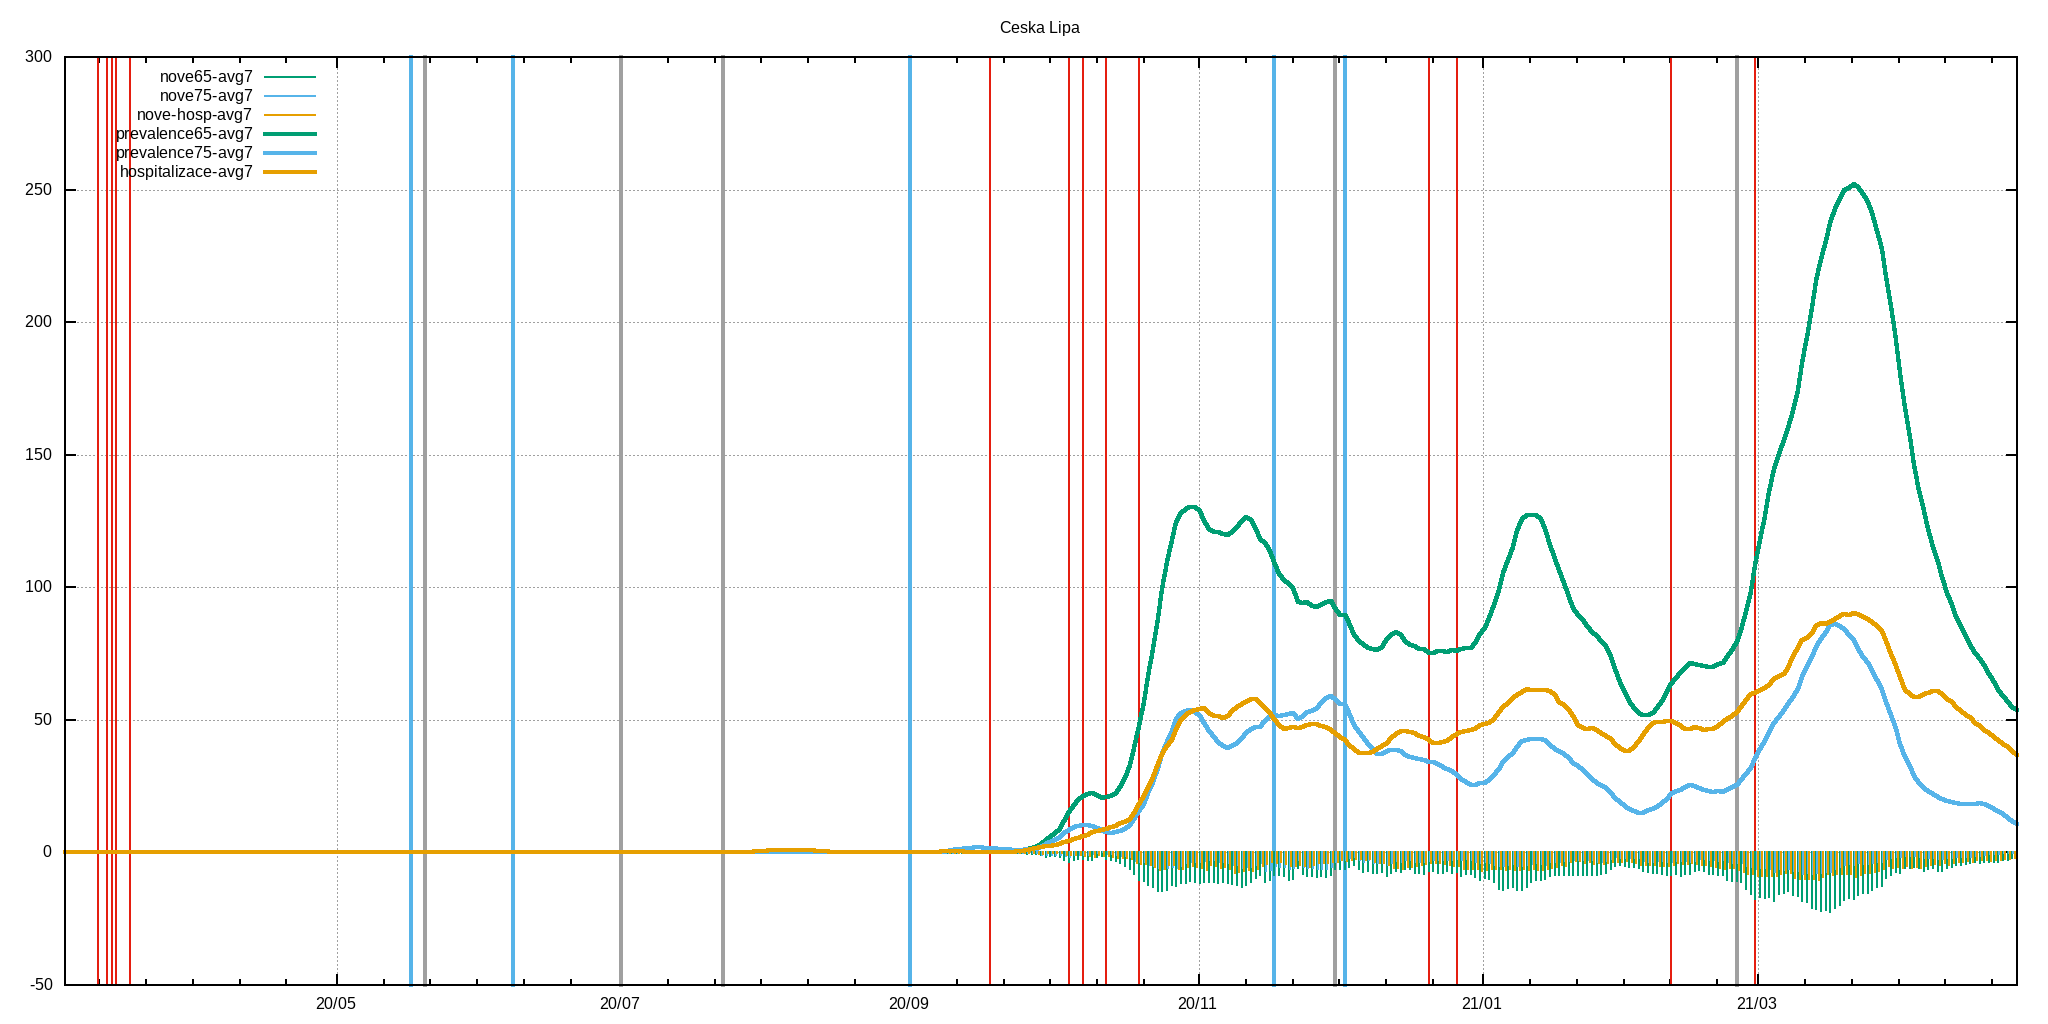 Ceska Lipa
300
250
200
150
100
50
0
-50
nove65-avg7
nove75-avg7
nove-hosp-avg7
prevalence65-avg7
prevalence75-avg7
hospitalizace-avg7
20/05 20/07 20/09 20/11 21/01 21/03